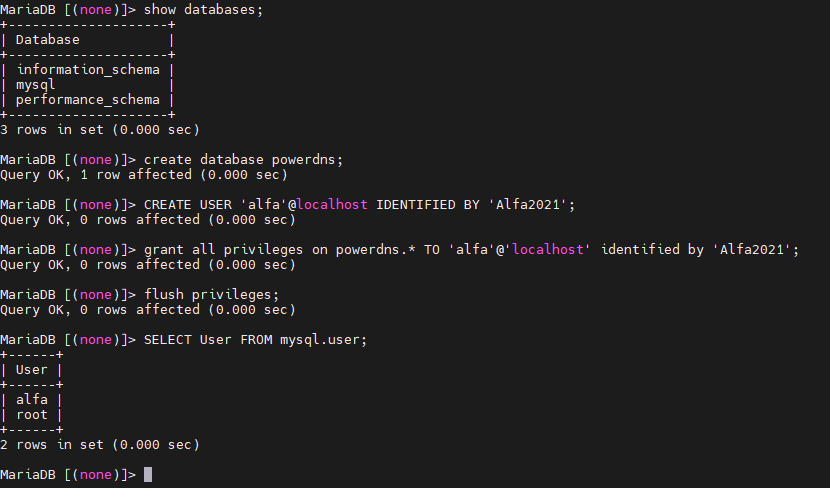 MariaDB [(none)]> show databases;
+--------------------+
| Database           |
+--------------------+
| information_schema |
| mysql              |
| performance_schema |
+--------------------+
3 rows in set (0.000 sec)
MariaDB [(none)]> create database powerdns;
Query OK, 1 row affected (0.000 sec)
MariaDB [(none)]> CREATE USER 'alfa'@localhost IDENTIFIED BY 'Alfa2021';
Query OK, 0 rows affected (0.000 sec)
MariaDB [(none)]> grant all privileges on powerdns.* TO 'alfa'@'localhost' identified by 'Alfa2021';
Query OK, 0 rows affected (0.000 sec)
MariaDB [(none)]> flush privileges;
Query OK, 0 rows affected (0.000 sec)
MariaDB [(none)]> SELECT User FROM mysql.user;
+------+
| User |
+------+
| alfa |
| root |
+------+
2 rows in set (0.000 sec)
MariaDB [(none)]>